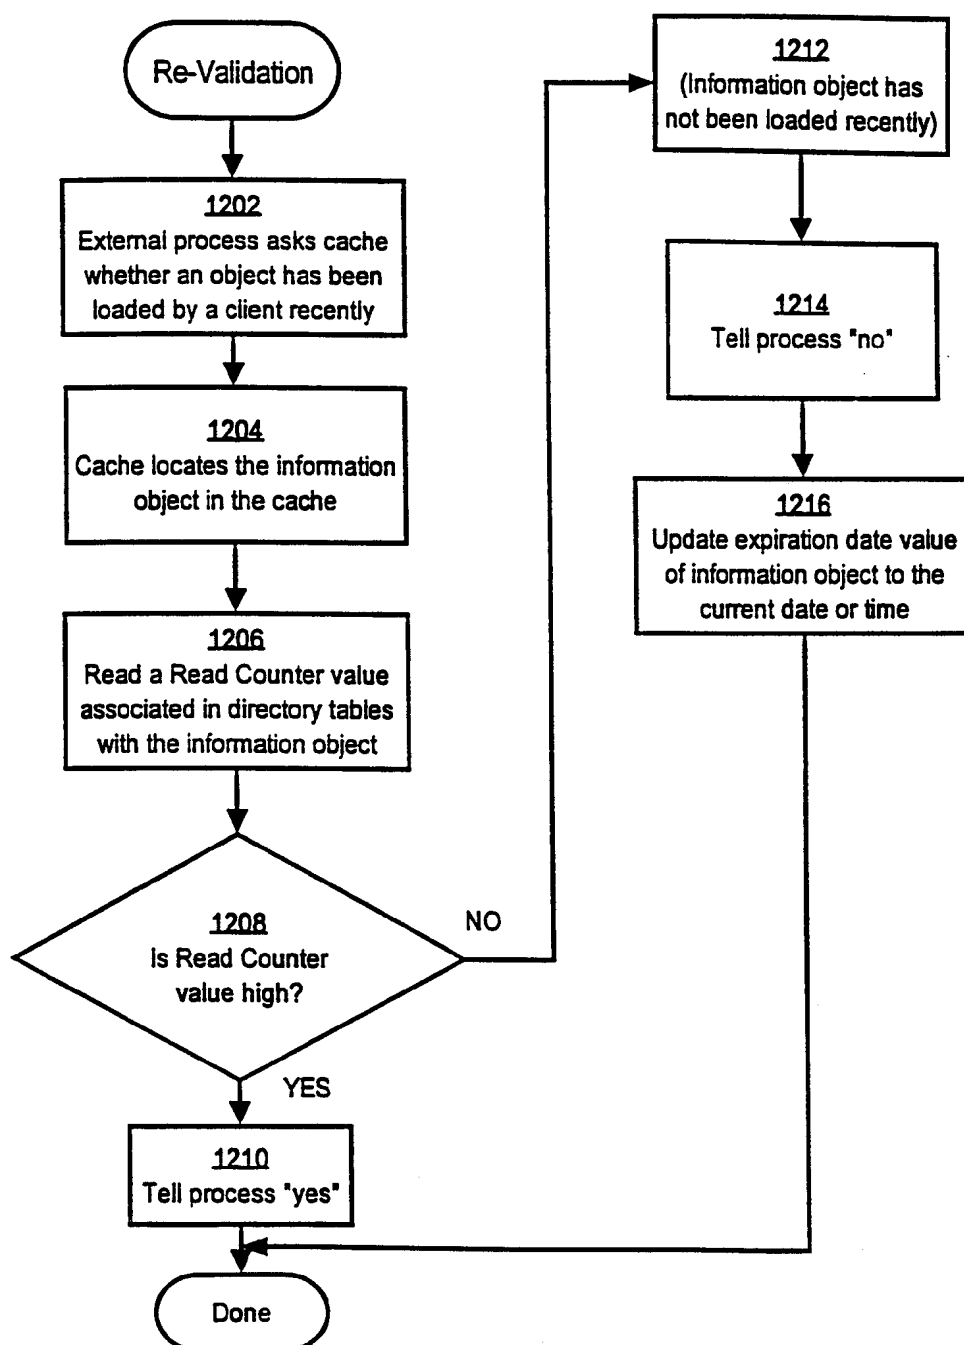 Re-Validation
1202
External process asks cache
whether an object has been
loaded by a client recently
1204
Cache locates the information
object in the cache
1206
Read a Read Counter value
associated in directory tables
with the information object
1208
Is Read Counter
value high?
NO
YES
1210
Tell process "yes"
Done
1212
(Information object has
not been loaded recently)
1214
Tell process "no"
1216
Update expiration date value
of information object to the
current date or time